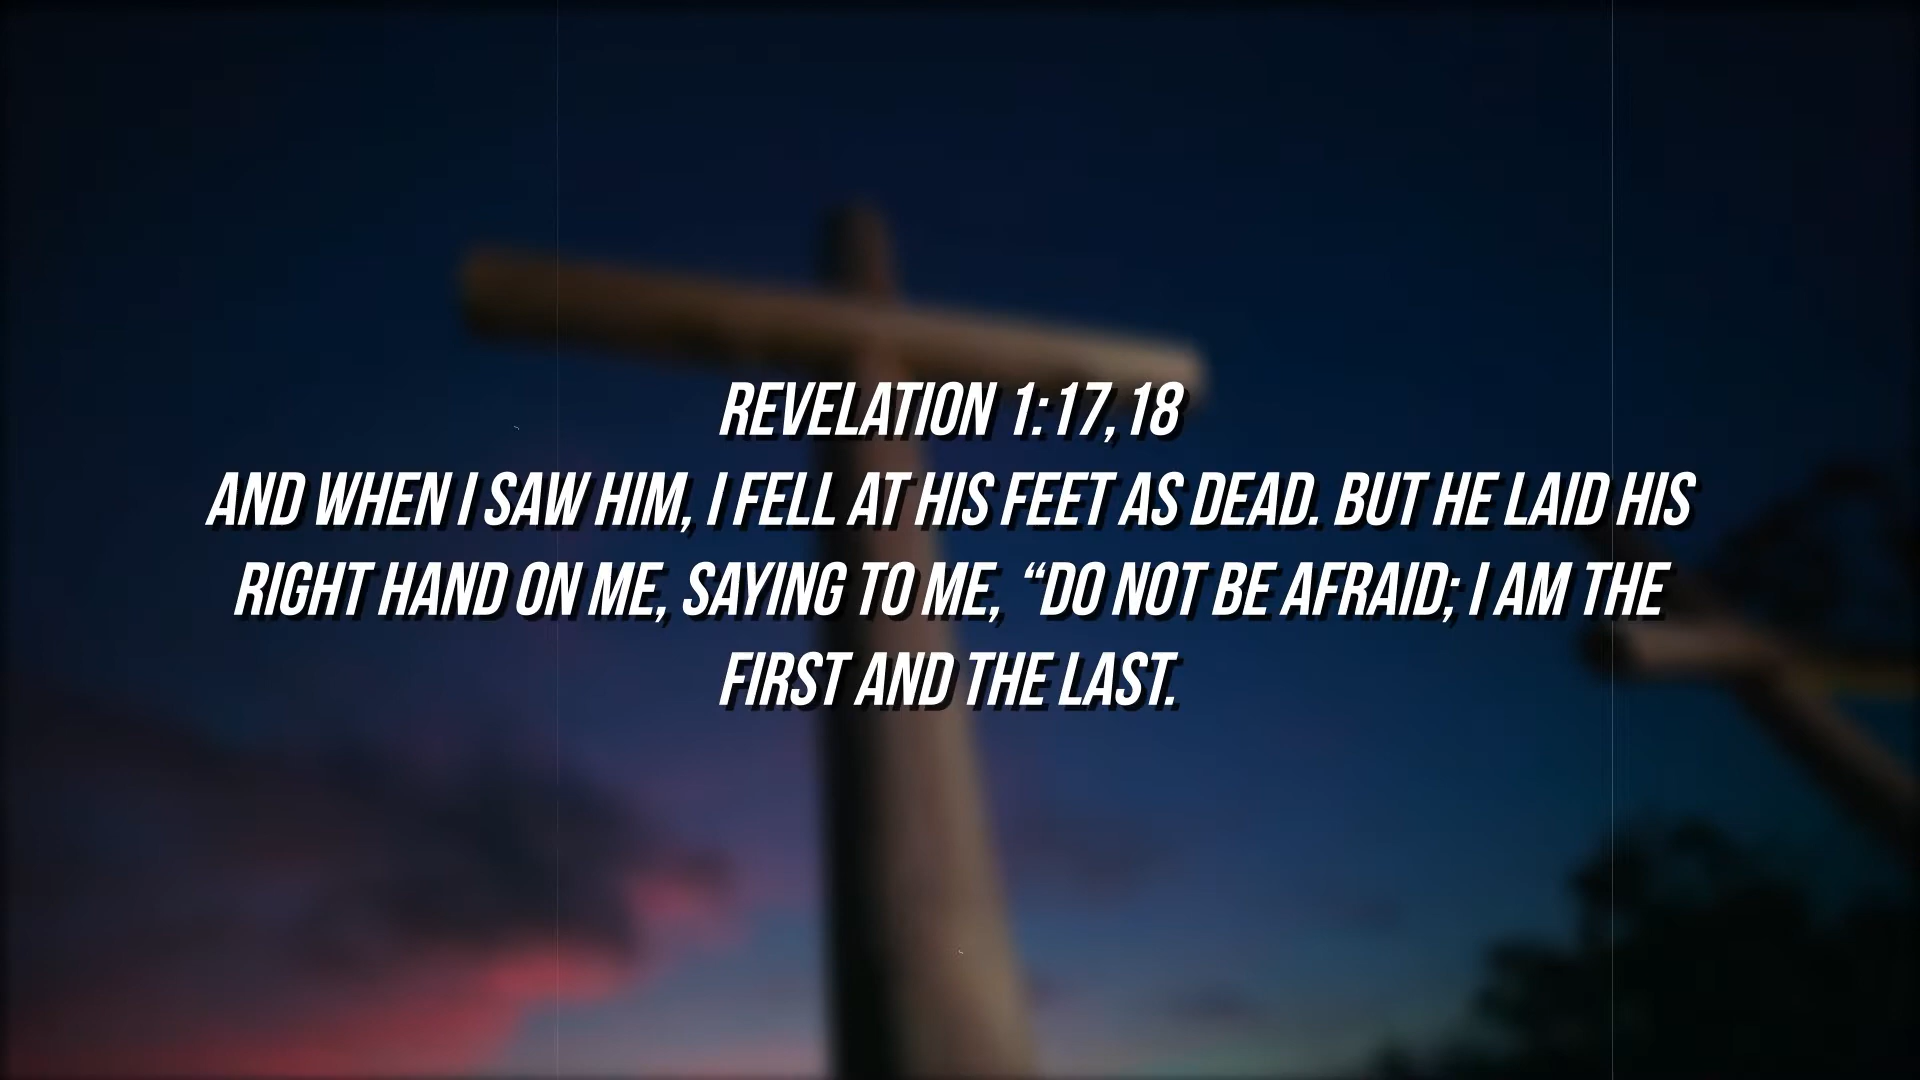 REVELATION 1:17,18
AND WHEN I SAW HIM, I FELL AT HIS FEET AS DEAD. BUT HE LAID HIS
RIGHT HAND ON ME, SAYING TO ME, “DO NOT BE AFRAID; I AM THE
FIRST AND THE LAST.